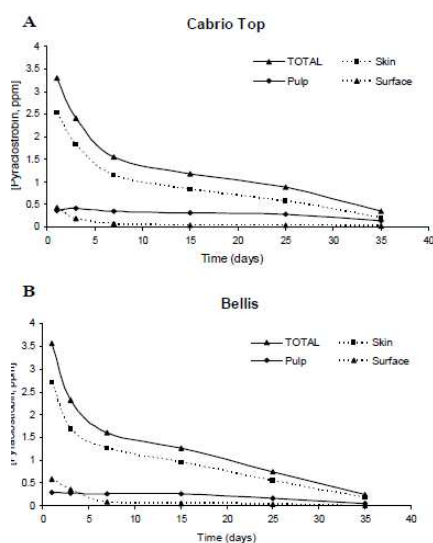 A
Cabrio Top
TOTAL
Skin
Pulp
Surface
[Pyraclostrobin, ppm]
4
3.5
3
2.5
2
1.5
1
0.5
0
0 5 10 15 20 25 30 35 40
Time (days)
B
Bellis
TOTAL
Skin
Pulp
Surface
[Pyraclostrobin, ppm]
4
3.5
3
2.5
2
1.5
1
0.5
0
0 5 10 15 20 25 30 35 40
Time (days)